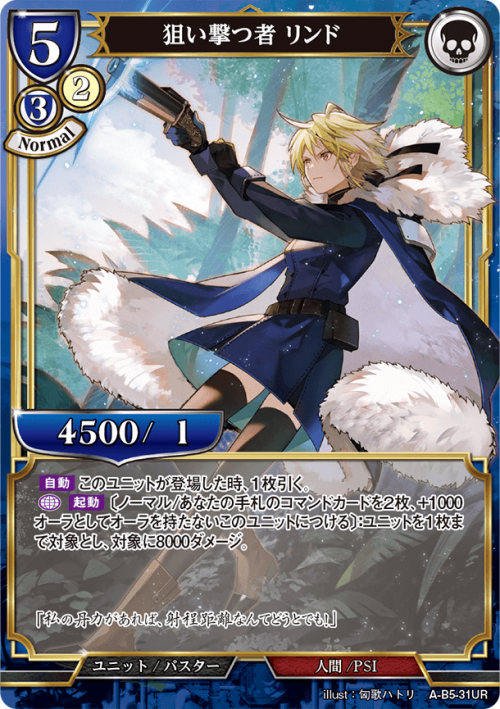 5
狙い撃つ者 リンド
3
2
Normal
4500/ 1
自動 このユニットが登場した時、1枚引く。
起動 〔ノーマル/あなたの手札のコマンドカードを2枚、+1000
オーラとしてオーラを持たないこのユニットにつける〕:ユニットを1枚ま
で対象とし、対象に8000ダメージ。
「私の丹力があれば、射程距離なんてどうとでも!」
ユニット / バスター
人間 /PSI
illust:匈歌ハトリ A-B5-31UR